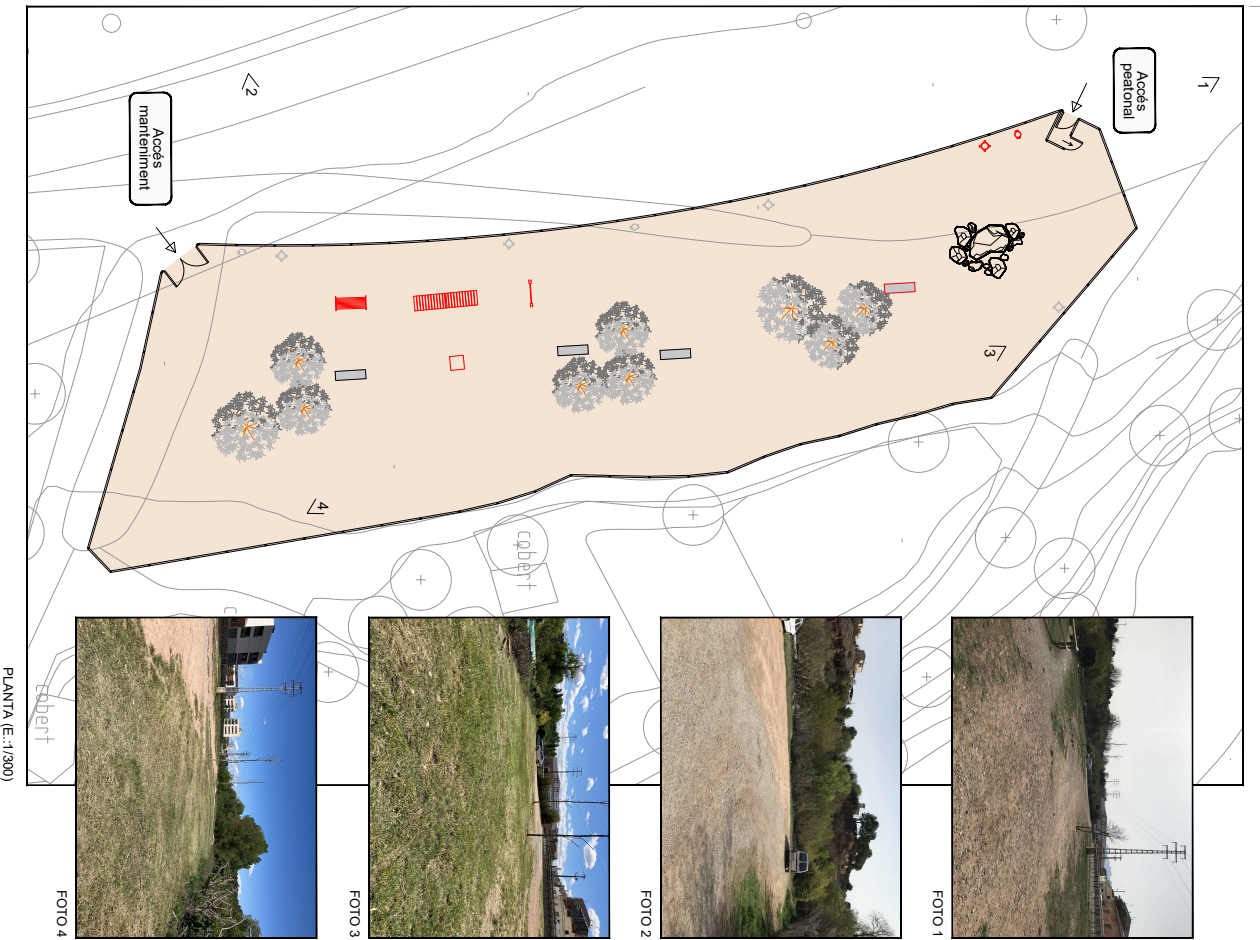 Accés
peatonal
1
2
Accés
manteniment
3
4
cobert
c
cobert
PLANTA (E.:1/300)
FOTO 1
FOTO 2
FOTO 3
FOTO 4